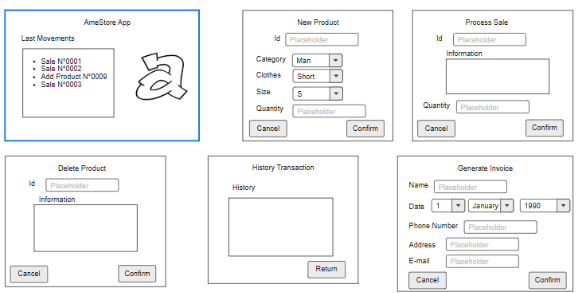 AmeStore App
Last Movements
• Sale N°0001
• Sale N°0002
• Add Product N°0009
• Sale N°0003
a
New Product
Id Placeholder
Category Man
Clothes Short
Size S
Quantity Placeholder
Cancel Confirm
Process Sale
Id Placeholder
Information
Quantity Placeholder
Cancel Confirm
Delete Product
Id Placeholder
Information
Cancel Confirm
History Transaction
History
Return
Generate Invoice
Name Placeholder
Date 1 January 1990
Phone Number Placeholder
Address Placeholder
E-mail Placeholder
Cancel Confirm